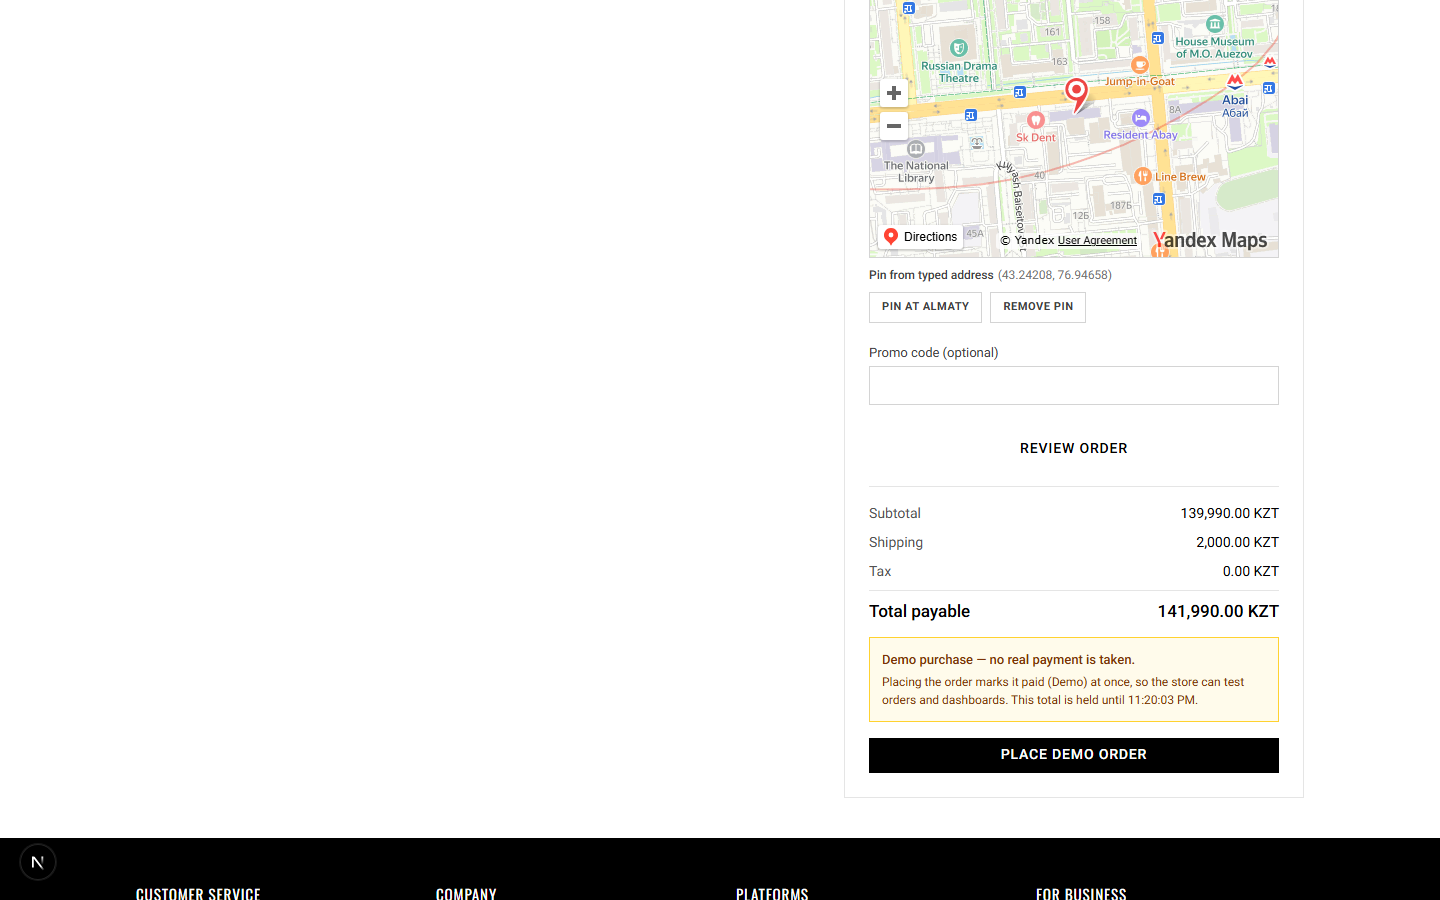 158
161
House Museum
of M.O. Auezov
Russian Drama
Theatre
163
Jump-in-Goat
Abai
Абай
8A
Sk Dent
Resident Abay
The National
Library
40
Line Brew
187Б
12Б
45A
Directions
© Yandex User Agreement
Yandex Maps
Pin from typed address (43.24208, 76.94658)
PIN AT ALMATY
REMOVE PIN
Promo code (optional)
REVIEW ORDER
Subtotal 139,990.00 KZT
Shipping 2,000.00 KZT
Tax 0.00 KZT
Total payable 141,990.00 KZT
Demo purchase — no real payment is taken.
Placing the order marks it paid (Demo) at once, so the store can test
orders and dashboards. This total is held until 11:20:03 PM.
PLACE DEMO ORDER
N
CUSTOMER SERVICE
COMPANY
PLATFORMS
FOR BUSINESS